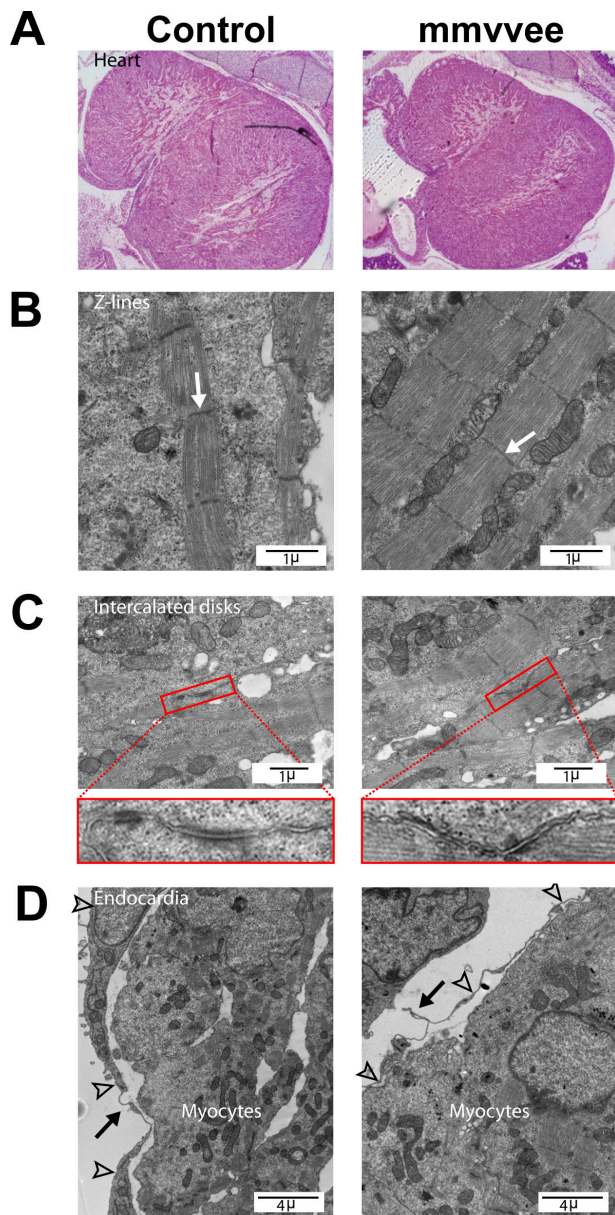 Control mmvvee
A
Heart
B
Z-lines
1µ 1µ
C
Intercalated disks
1µ 1µ
D
Endocardia
Myocytes Myocytes
4µ 4µ